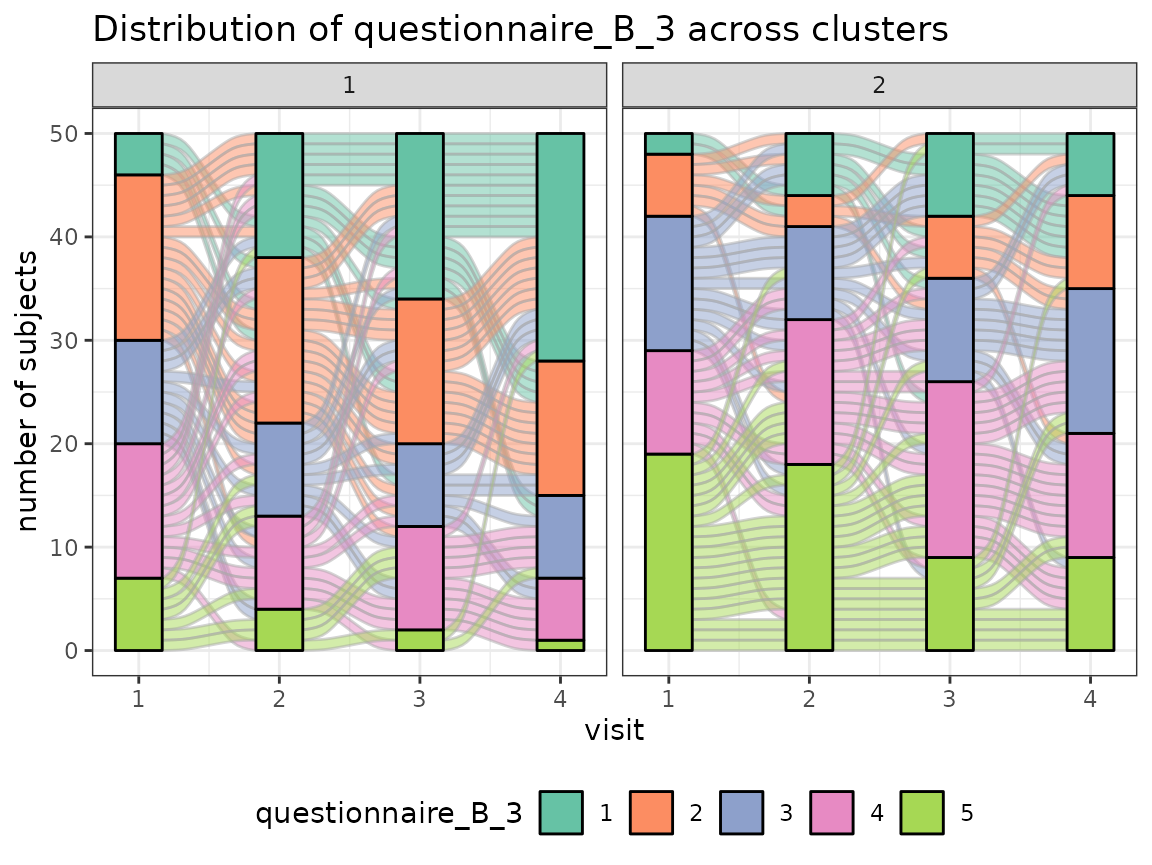 Distribution of questionnaire_B_3 across clusters
1 2
50
40
30
20
10
0
number of subjects
1 2 3 4 1 2 3 4
visit
questionnaire_B_3 1 2 3 4 5